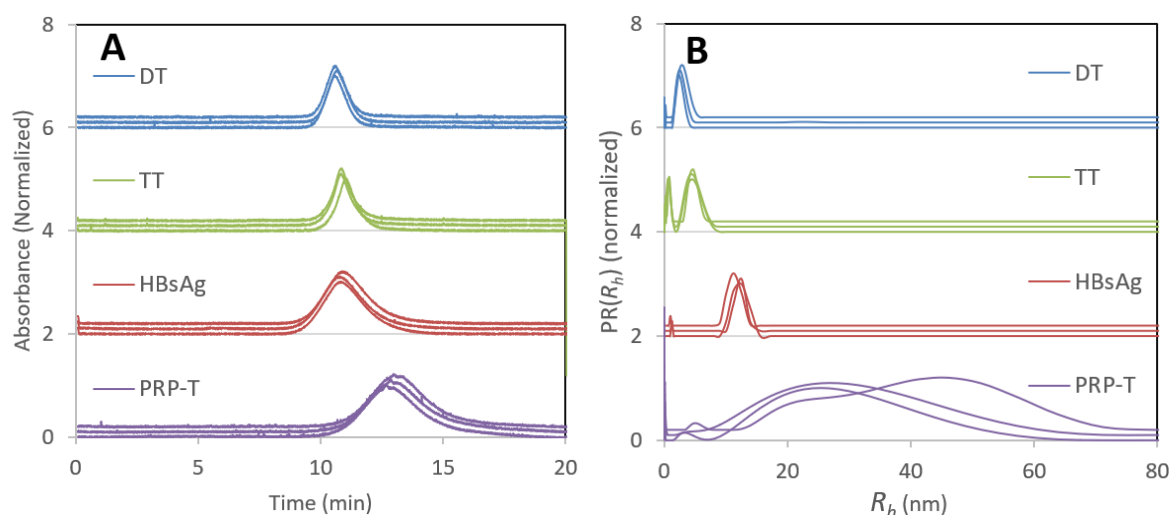 A
8
6
4
2
0
Absorbance (Normalized)
DT
TT
HBsAg
PRP-T
0
5
10
15
20
Time (min)
B
8
6
4
2
0
PR(Rh) (normalized)
DT
TT
HBsAg
PRP-T
0
20
40
60
80
Rh (nm)